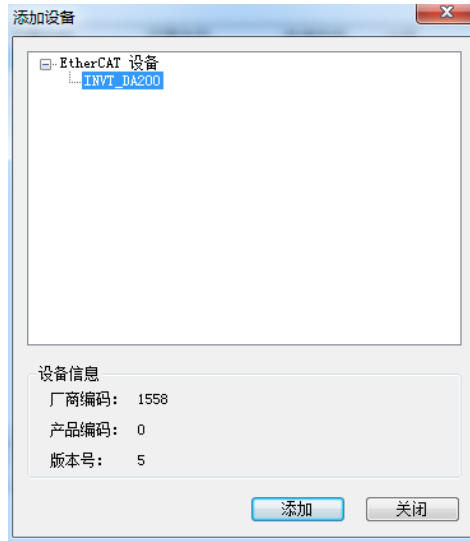 添加设备
EtherCAT 设备
INVT_DA200
设备信息
厂商编码： 1558
产品编码： 0
版本号： 5
添加 关闭